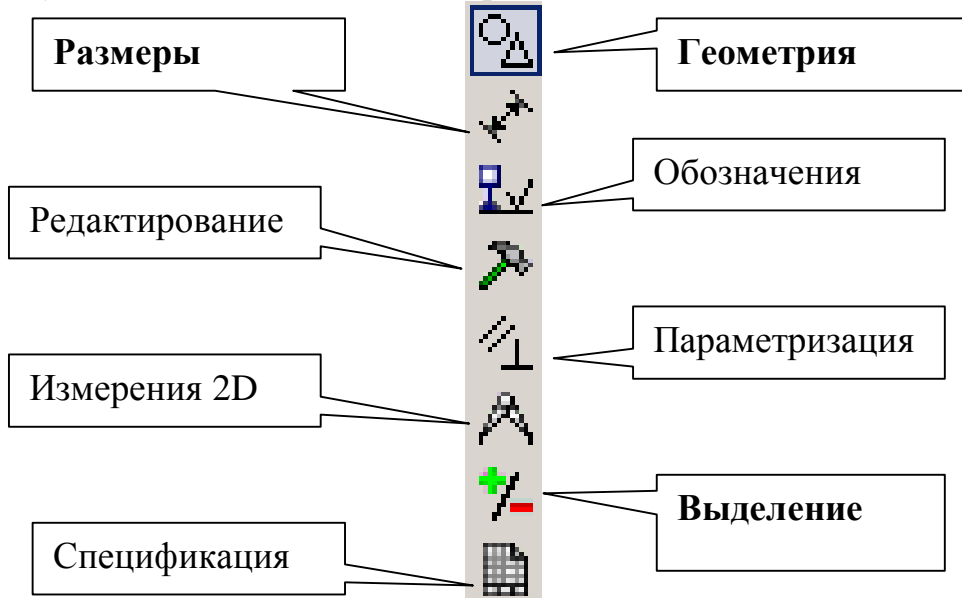 Размеры
Геометрия
Обозначения
Редактирование
Параметризация
Измерения 2D
Выделение
Спецификация